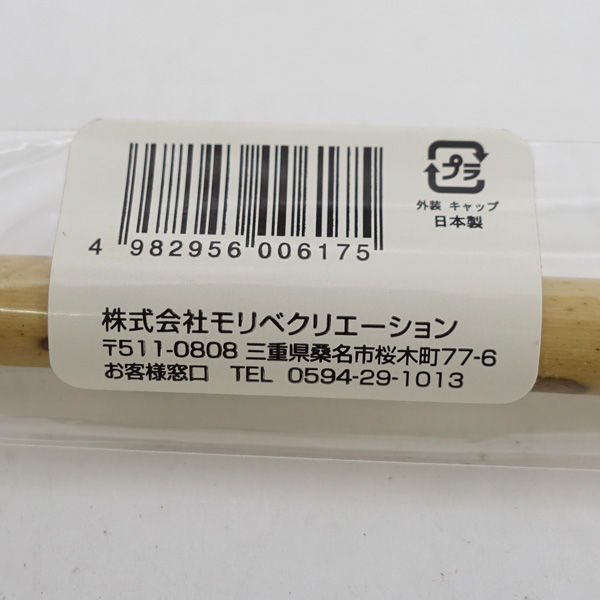 プラ
外装 キャップ
日本製
4 982956 006175
株式会社モリベクリエーション
〒511-0808 三重県桑名市桜木町77-6
お客様窓口 TEL 0594-29-1013